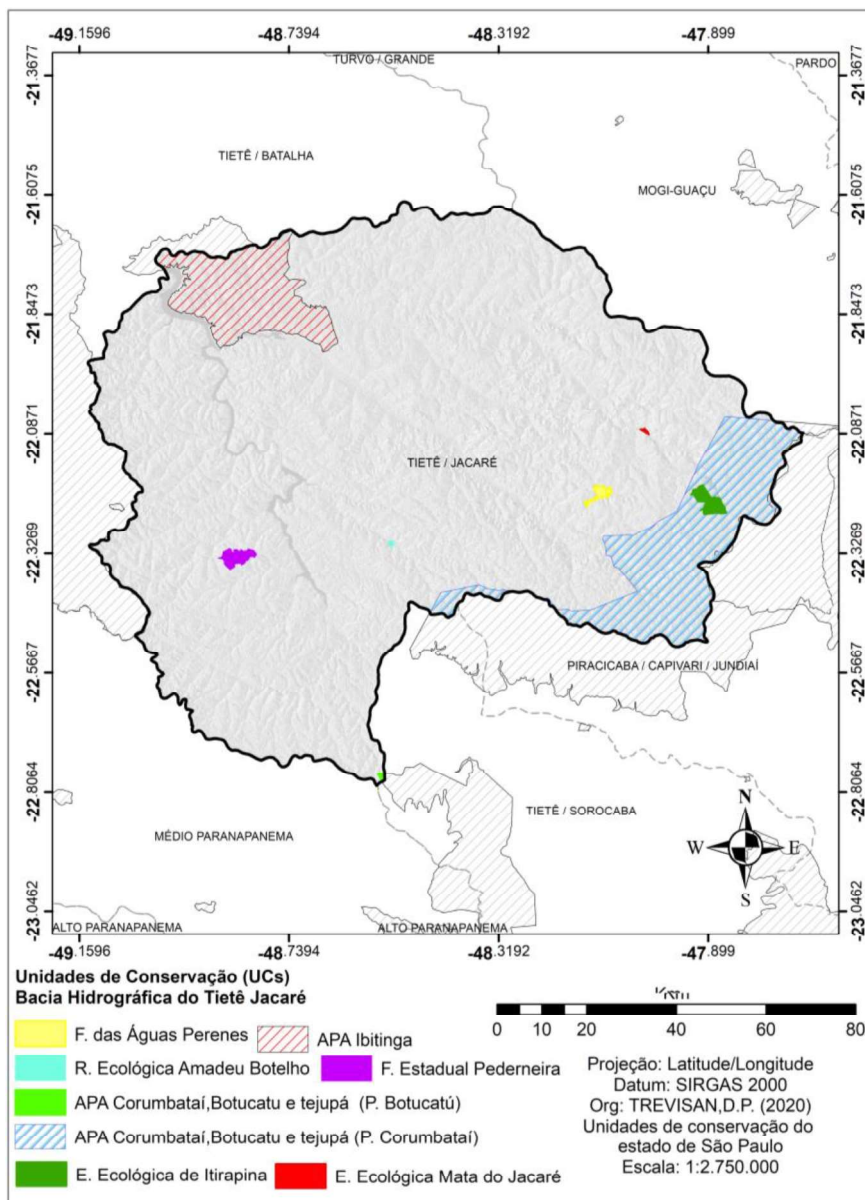 -49.1596 -48.7394 -48.3192 -47.899
-21.3677 TURVO / GRANDE PARDO -21.3677
TIETÊ / BATALHA
-21.6075 MOGI-GUAÇU -21.6075
-21.8473 -21.8473
-22.0871 -22.0871
TIETÊ / JACARÉ
-22.3269 -22.3269
-22.5667 PIRACICABA / CAPIVARI / JUNDIAÍ -22.5667
-22.8064 -22.8064
TIETÊ / SOROCABA
MÉDIO PARANAPANEMA
N
W E
S
-23.0462 -23.0462
ALTO PARANAPANEMA ALTO PARANAPANEMA
-49.1596 -48.7394 -48.3192 -47.899
Unidades de Conservação (UCs)
Bacia Hidrográfica do Tietê Jacaré
0 10 20 40 60 80
F. das Águas Perenes APA Ibitinga
R. Ecológica Amadeu Botelho F. Estadual Pederneira
APA Corumbataí,Botucatu e tejupá (P. Botucatú)
APA Corumbataí,Botucatu e tejupá (P. Corumbataí)
E. Ecológica de Itirapina E. Ecológica Mata do Jacaré
Projeção: Latitude/Longitude
Datum: SIRGAS 2000
Org: TREVISAN,D.P. (2020)
Unidades de conservação do
estado de São Paulo
Escala: 1:2.750.000